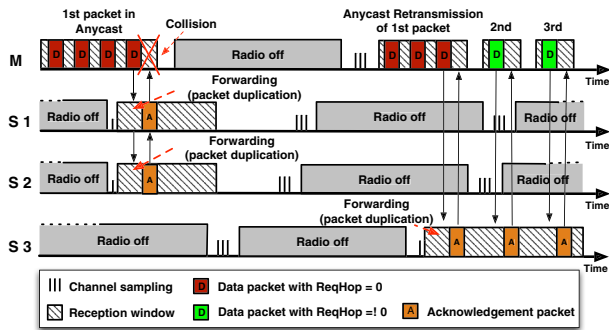 1st packet in
Anycast
Collision
Anycast Retransmission
of 1st packet
2nd
3rd
M
D
D
D
D
D
Radio off
D
D
D
D
D
Time
Forwarding
(packet duplication)
S 1
Radio off
A
Radio off
Radio off
Time
Forwarding
(packet duplication)
S 2
Radio off
A
Radio off
Radio off
Time
Forwarding
(packet duplication)
S 3
Radio off
Radio off
A
A
A
Time
Channel sampling
D
Data packet with ReqHop = 0
Reception window
D
Data packet with ReqHop =! 0
A
Acknowledgement packet